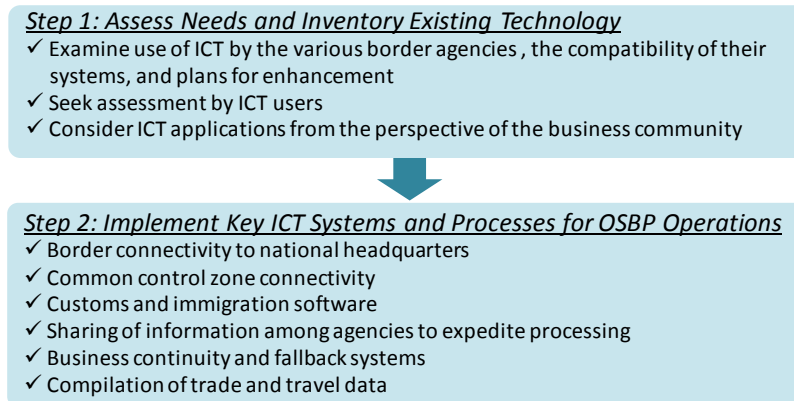 Step 1: Assess Needs and Inventory Existing Technology
✓ Examine use of ICT by the various border agencies , the compatibility of their
systems, and plans for enhancement
✓ Seek assessment by ICT users
✓ Consider ICT applications from the perspective of the business community
Step 2: Implement Key ICT Systems and Processes for OSBP Operations
✓ Border connectivity to national headquarters
✓ Common control zone connectivity
✓ Customs and immigration software
✓ Sharing of information among agencies to expedite processing
✓ Business continuity and fallback systems
✓ Compilation of trade and travel data